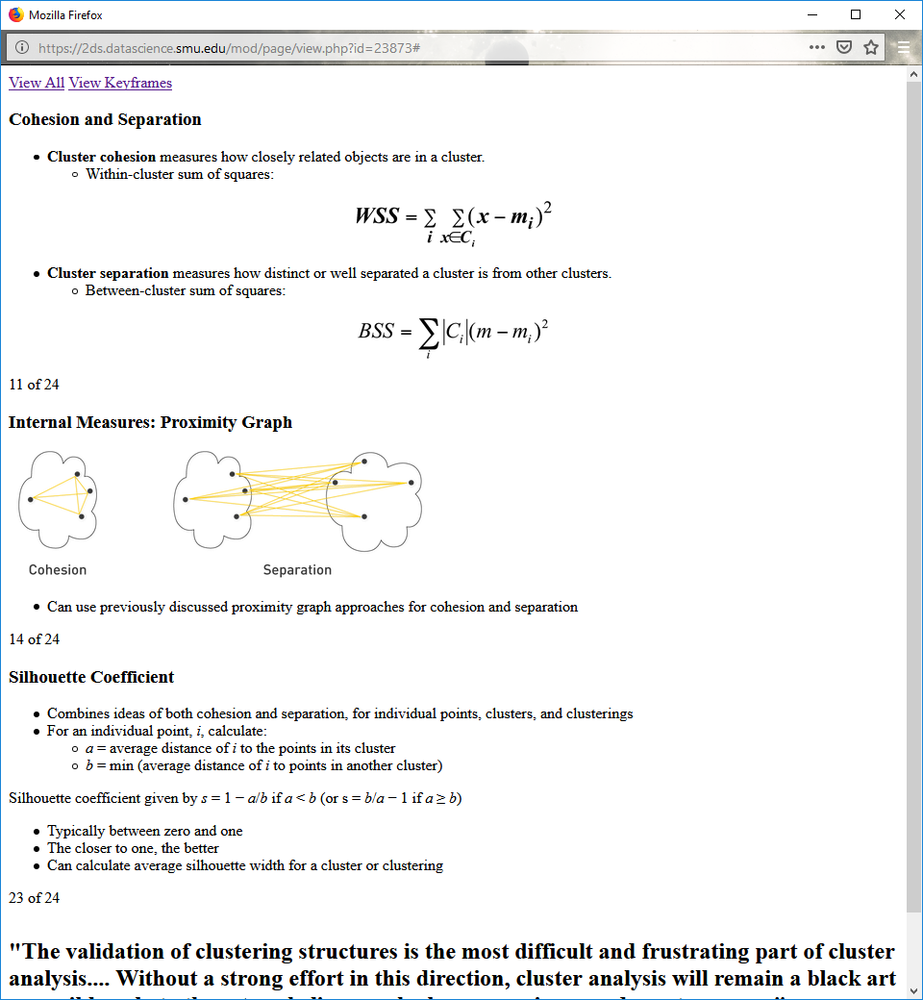 Mozilla Firefox
https://2ds.datascience.smu.edu/mod/page/view.php?id=23873#
View All View Keyframes
Cohesion and Separation
• Cluster cohesion measures how closely related objects are in a cluster.
◦ Within-cluster sum of squares:
WSS = ∑_i ∑_{x∈C_i} (x − m_i)²
• Cluster separation measures how distinct or well separated a cluster is from other clusters.
◦ Between-cluster sum of squares:
BSS = ∑_i |C_i|(m − m_i)²
11 of 24
Internal Measures: Proximity Graph
Cohesion Separation
• Can use previously discussed proximity graph approaches for cohesion and separation
14 of 24
Silhouette Coefficient
• Combines ideas of both cohesion and separation, for individual points, clusters, and clusterings
• For an individual point, i, calculate:
◦ a = average distance of i to the points in its cluster
◦ b = min (average distance of i to points in another cluster)
Silhouette coefficient given by s = 1 − a/b if a < b (or s = b/a − 1 if a ≥ b)
• Typically between zero and one
• The closer to one, the better
• Can calculate average silhouette width for a cluster or clustering
23 of 24
"The validation of clustering structures is the most difficult and frustrating part of cluster
analysis.... Without a strong effort in this direction, cluster analysis will remain a black art